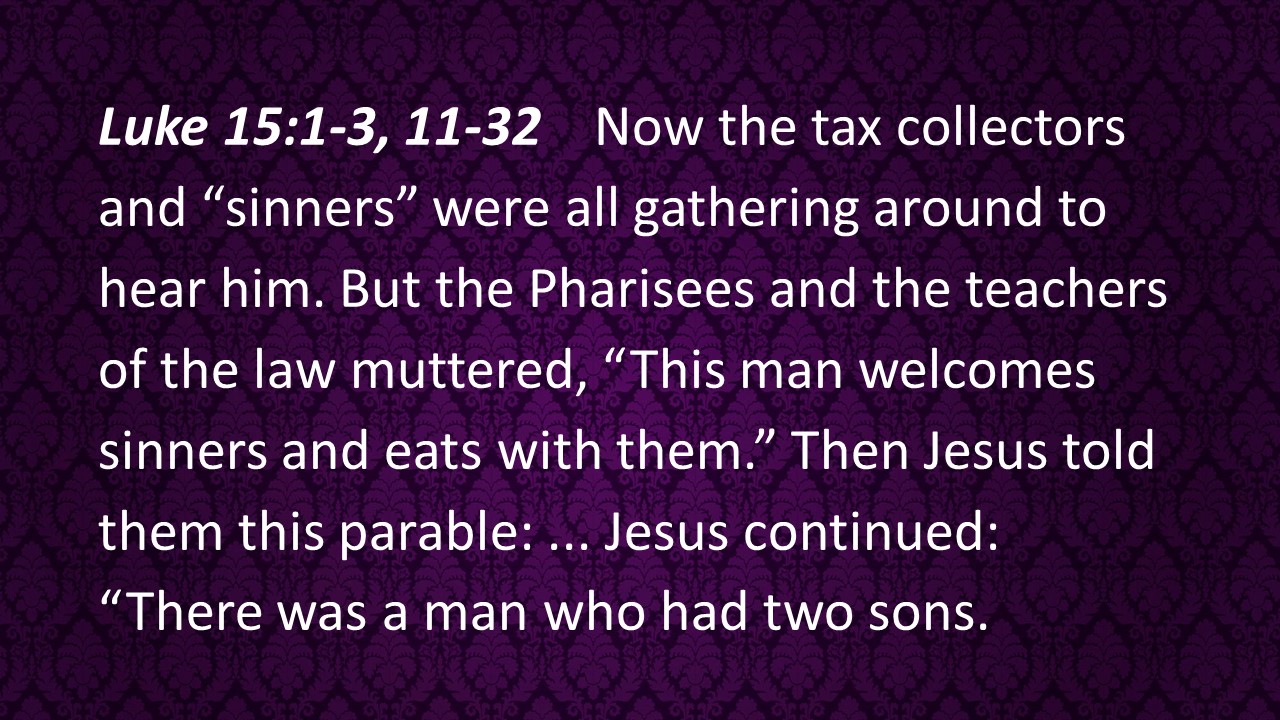 Luke 15:1-3, 11-32 Now the tax collectors
and “sinners” were all gathering around to
hear him. But the Pharisees and the teachers
of the law muttered, “This man welcomes
sinners and eats with them.” Then Jesus told
them this parable: ... Jesus continued:
“There was a man who had two sons.